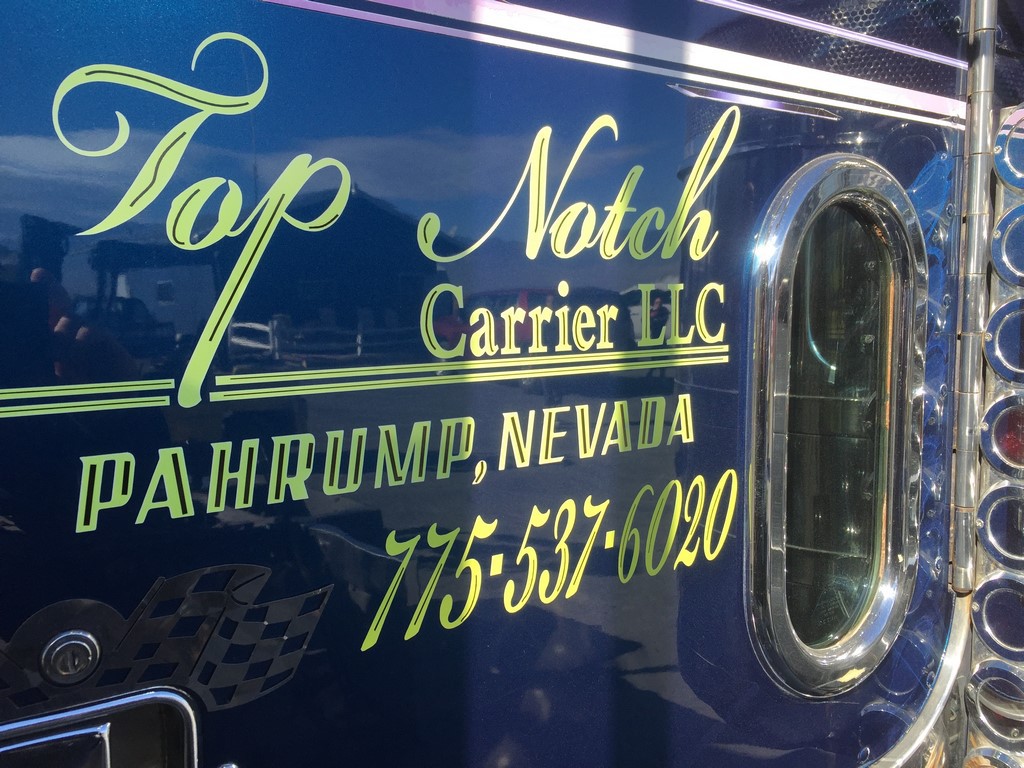 Top Notch
Carrier LLC
PAHRUMP, NEVADA
775-537-6020